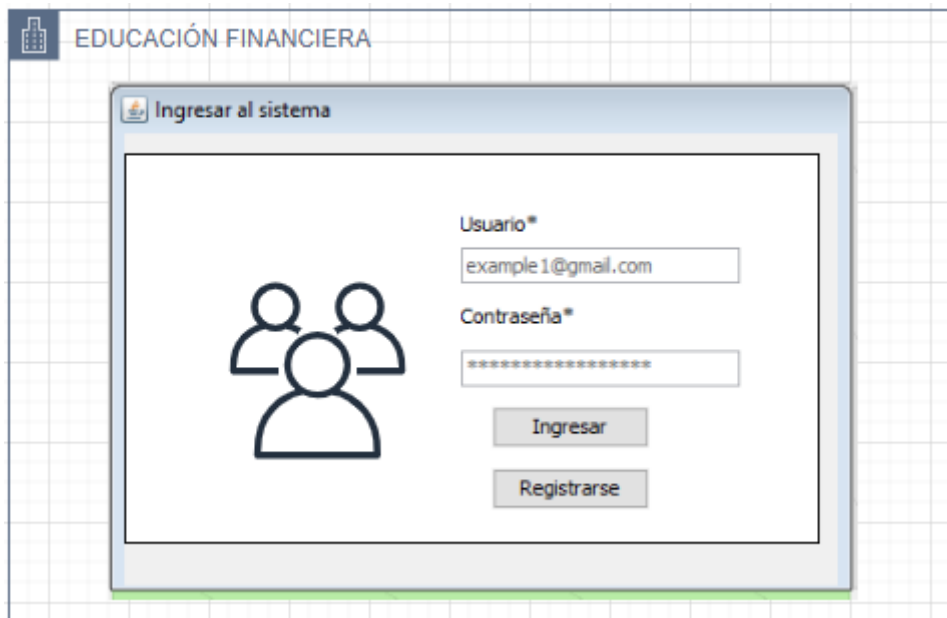 EDUCACIÓN FINANCIERA
Ingresar al sistema
Usuario*
example1@gmail.com
Contraseña*
*****************
Ingresar
Registrarse